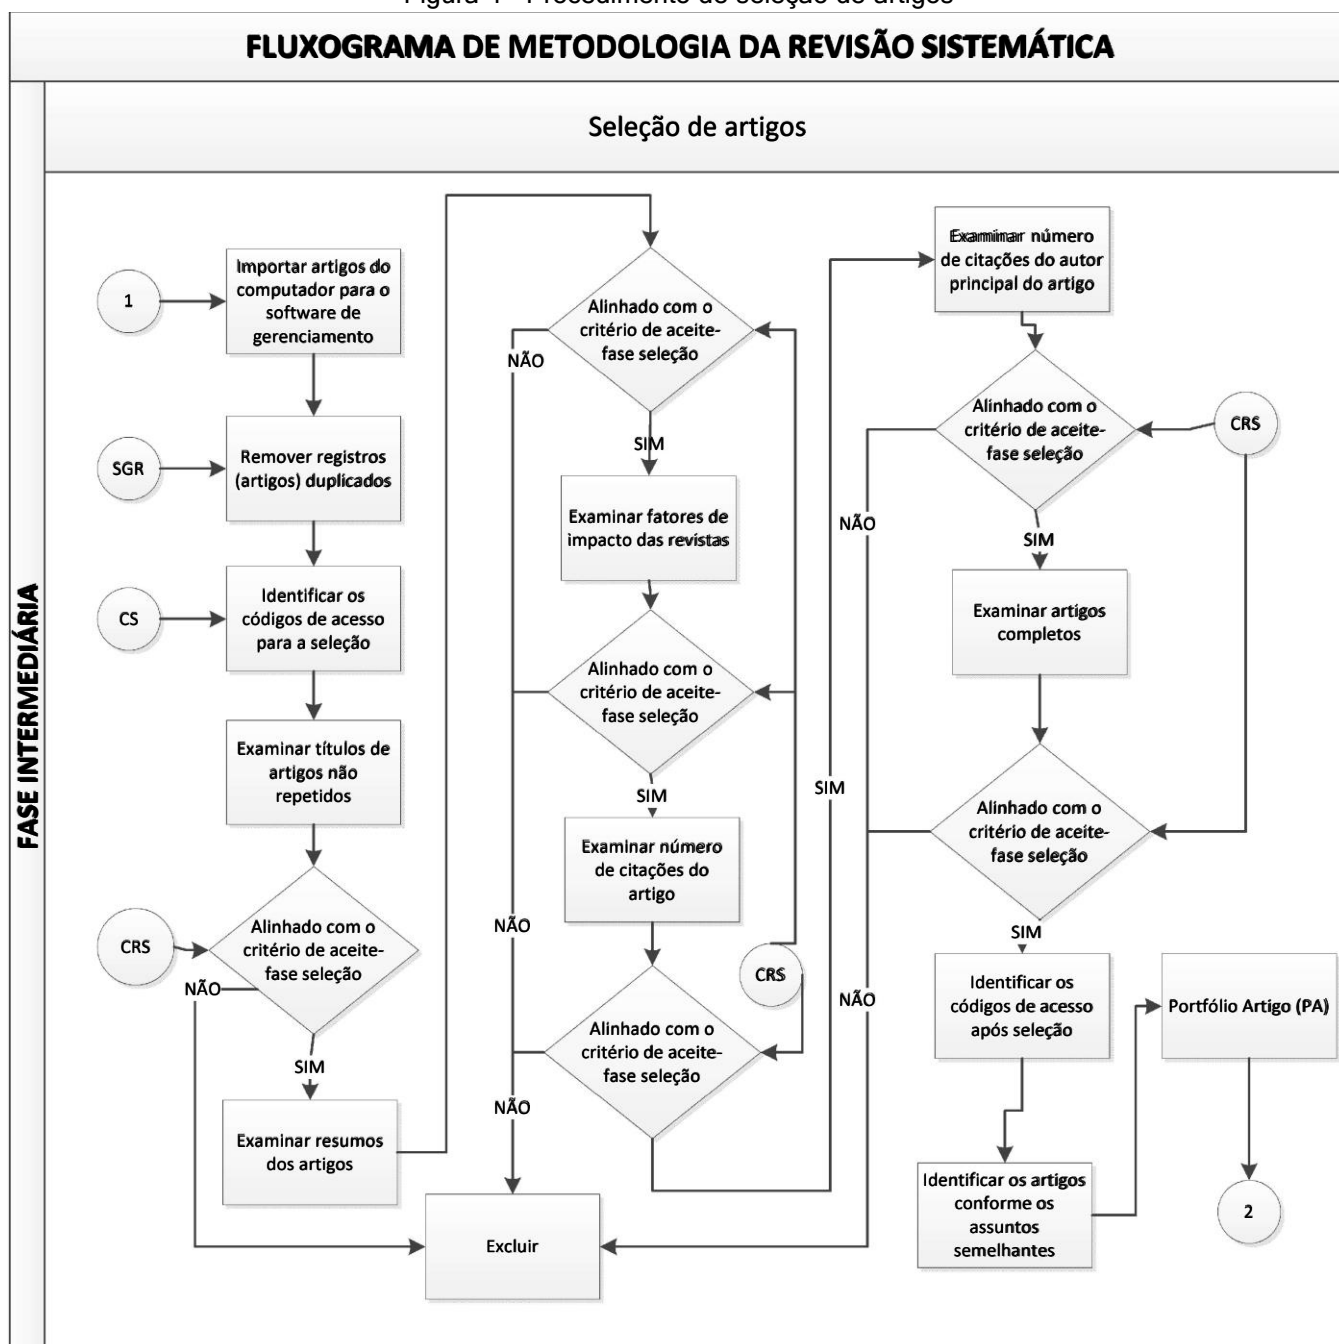 FLUXOGRAMA DE METODOLOGIA DA REVISÃO SISTEMÁTICA
Seleção de artigos
FASE INTERMEDIÁRIA
1
Importar artigos do
computador para o
software de
gerenciamento
SGR
Remover registros
(artigos) duplicados
CS
Identificar os
códigos de acesso
para a seleção
Examinar títulos de
artigos não
repetidos
CRS
Alinhado com o
critério de aceite-
fase seleção
NÃO
SIM
Examinar resumos
dos artigos
Alinhado com o
critério de aceite-
fase seleção
NÃO
SIM
Examinar fatores de
impacto das revistas
Alinhado com o
critério de aceite-
fase seleção
SIM
Examinar número
de citações do
artigo
NÃO
CRS
Alinhado com o
critério de aceite-
fase seleção
NÃO
Excluir
SIM
Examinar número
de citações do autor
principal do artigo
Alinhado com o
critério de aceite-
fase seleção
CRS
NÃO
SIM
Examinar artigos
completos
Alinhado com o
critério de aceite-
fase seleção
SIM
NÃO
Identificar os
códigos de acesso
após seleção
Identificar os artigos
conforme os
assuntos
semelhantes
Portfólio Artigo (PA)
2